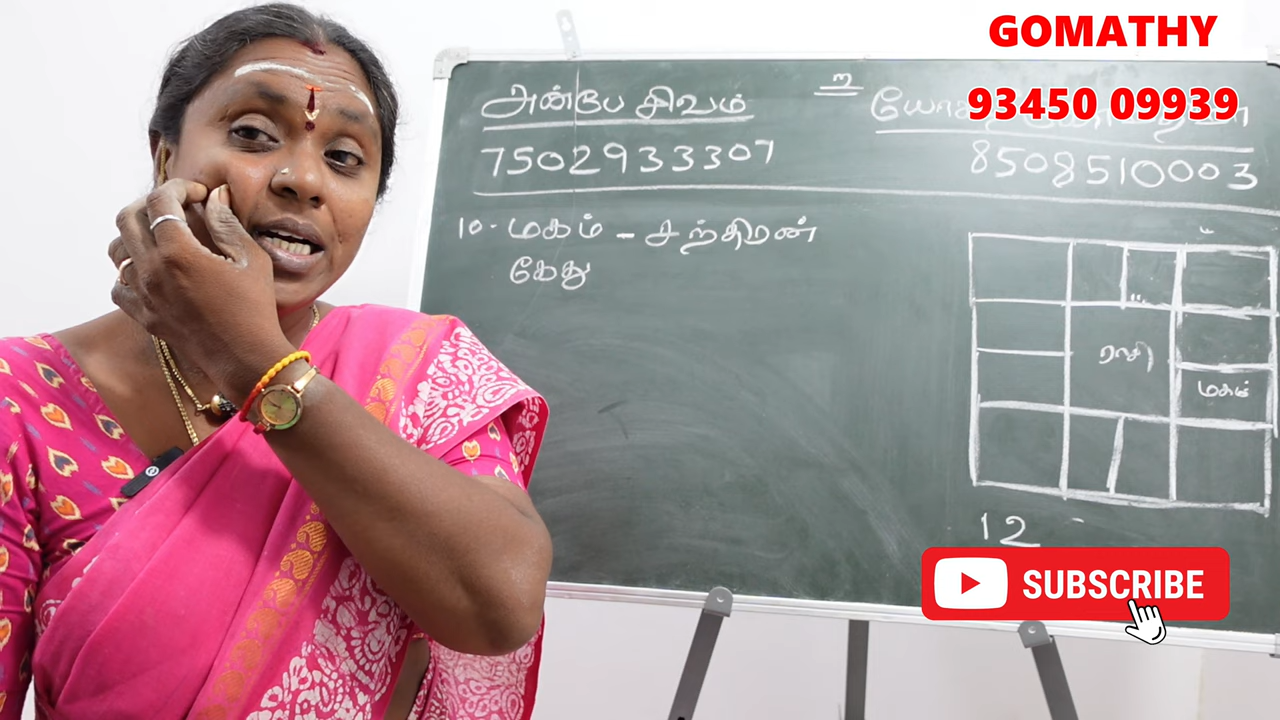 GOMATHY
93450 09939
உ
அன்பே சிவம்
7502933307
8508510003
10. மகம் - சந்திரன்
கேது
ராசி
மகம்
12
SUBSCRIBE